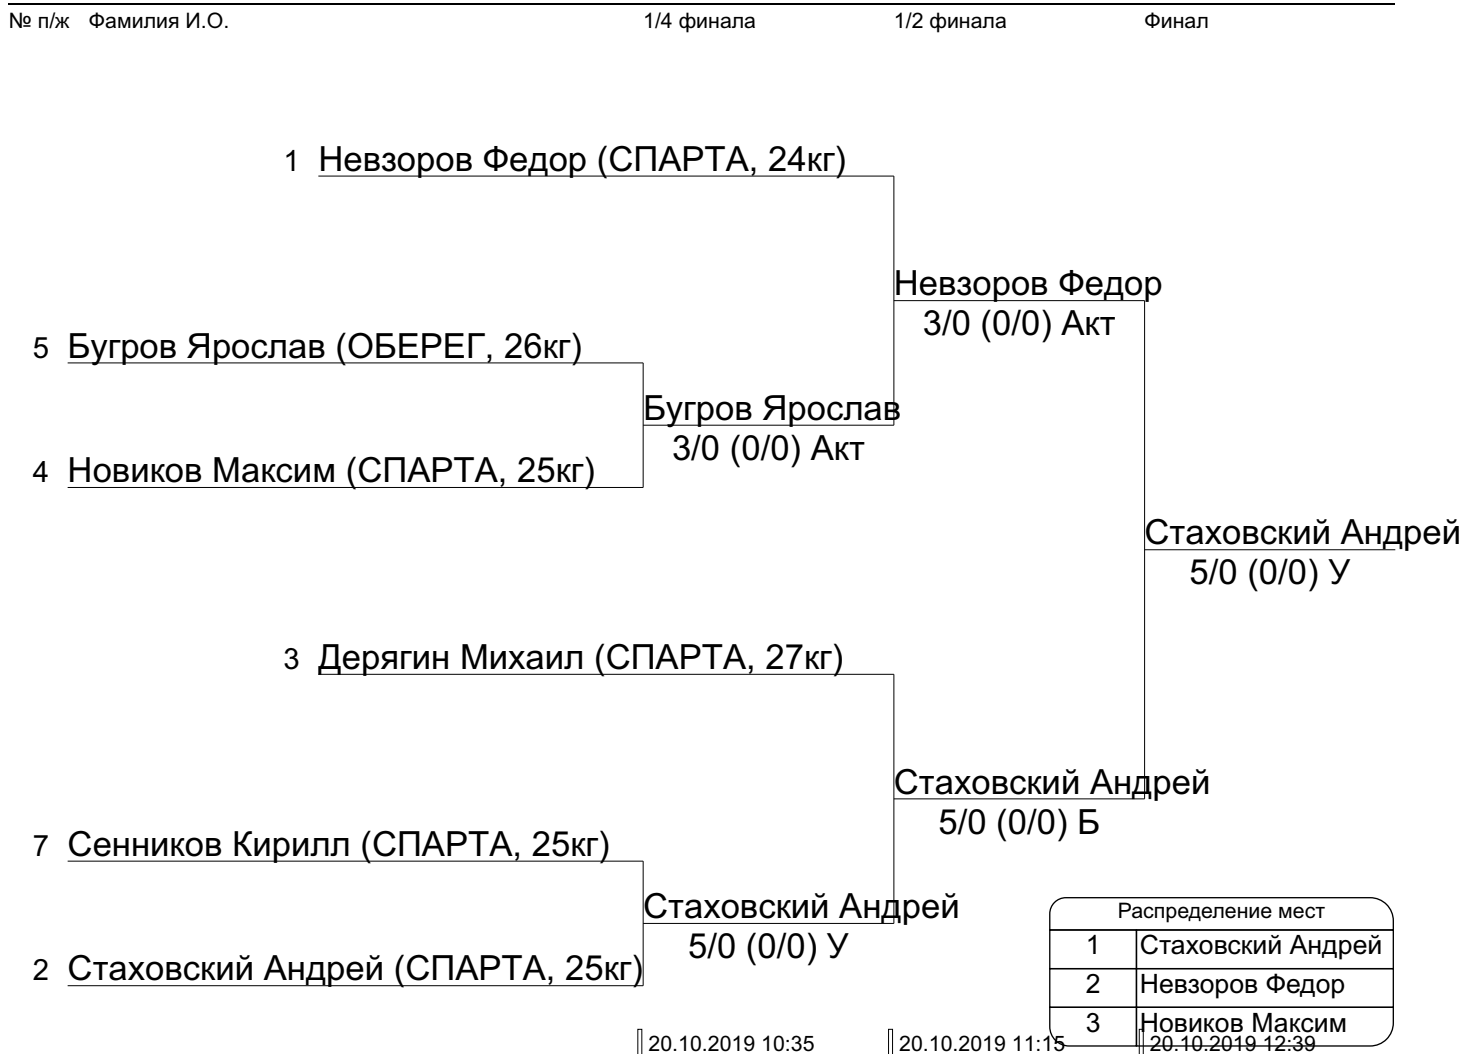 № п/ж Фамилия И.О. 1/4 финала 1/2 финала Финал
1 Невзоров Федор (СПАРТА, 24кг)
Невзоров Федор
3/0 (0/0) Акт
5 Бугров Ярослав (ОБЕРЕГ, 26кг)
Бугров Ярослав
3/0 (0/0) Акт
4 Новиков Максим (СПАРТА, 25кг)
Стаховский Андрей
5/0 (0/0) У
3 Дерягин Михаил (СПАРТА, 27кг)
Стаховский Андрей
5/0 (0/0) Б
7 Сенников Кирилл (СПАРТА, 25кг)
Стаховский Андрей
5/0 (0/0) У
2 Стаховский Андрей (СПАРТА, 25кг)
Распределение мест
1 Стаховский Андрей
2 Невзоров Федор
3 Новиков Максим
20.10.2019 10:35 20.10.2019 11:15 20.10.2019 12:39